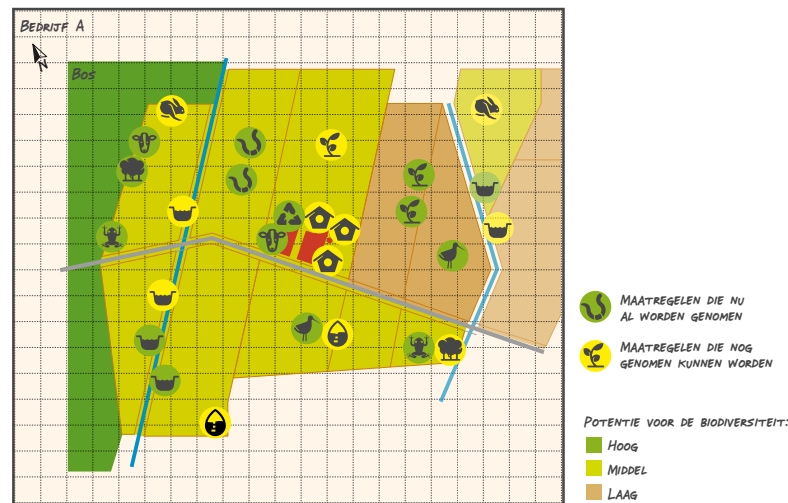 Bedrijf A
N
Bos
Maatregelen die nu
al worden genomen
Maatregelen die nog
genomen kunnen worden
Potentie voor de biodiversiteit:
Hoog
Middel
Laag